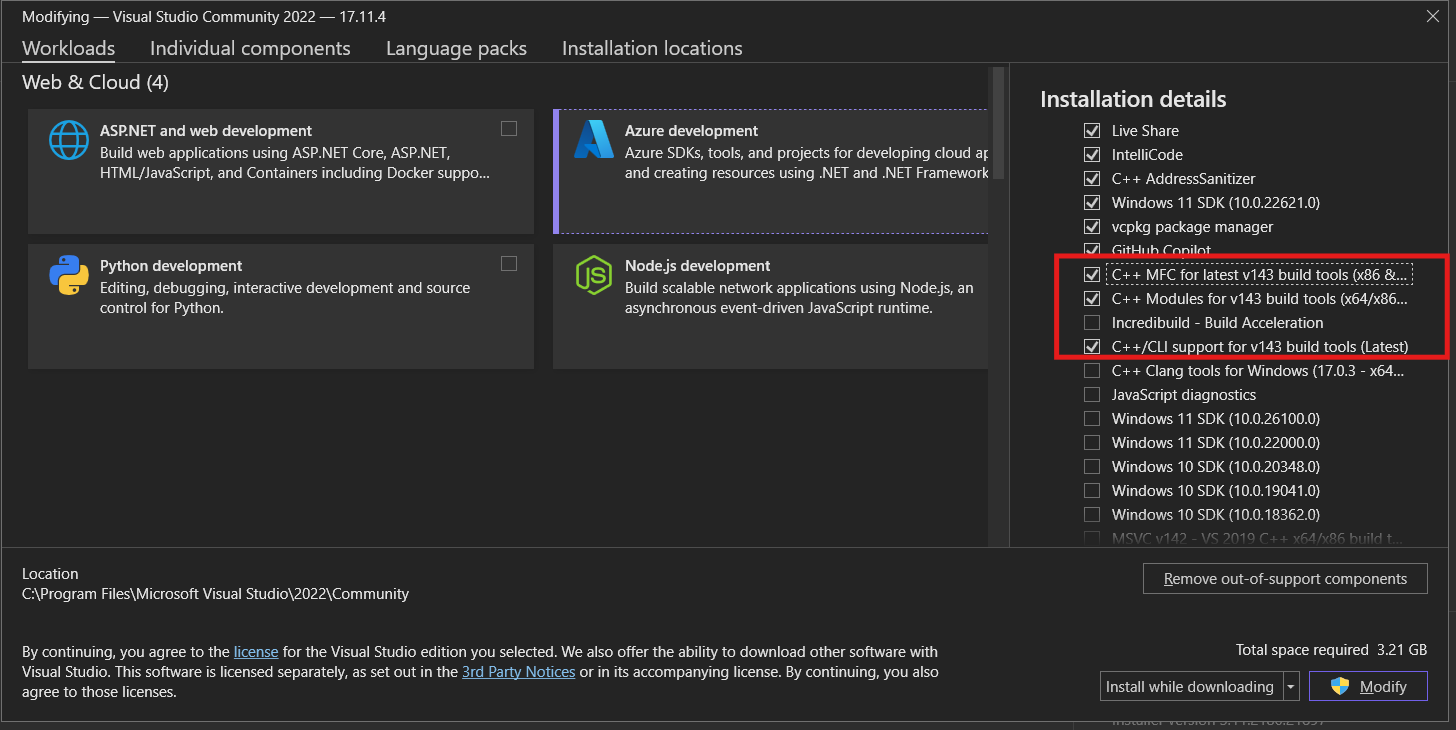 Modifying — Visual Studio Community 2022 — 17.11.4
Workloads
Individual components
Language packs
Installation locations
Web & Cloud (4)
ASP.NET and web development
Build web applications using ASP.NET Core, ASP.NET,
HTML/JavaScript, and Containers including Docker suppo...
Azure development
Azure SDKs, tools, and projects for developing cloud ap
and creating resources using .NET and .NET Framework
Python development
Editing, debugging, interactive development and source
control for Python.
Node.js development
Build scalable network applications using Node.js, an
asynchronous event-driven JavaScript runtime.
Installation details
Live Share
IntelliCode
C++ AddressSanitizer
Windows 11 SDK (10.0.22621.0)
vcpkg package manager
GitHub Copilot
C++ MFC for latest v143 build tools (x86 &...
C++ Modules for v143 build tools (x64/x86...
Incredibuild - Build Acceleration
C++/CLI support for v143 build tools (Latest)
C++ Clang tools for Windows (17.0.3 - x64...
JavaScript diagnostics
Windows 11 SDK (10.0.26100.0)
Windows 11 SDK (10.0.22000.0)
Windows 10 SDK (10.0.20348.0)
Windows 10 SDK (10.0.19041.0)
Windows 10 SDK (10.0.18362.0)
MSVC v142 - VS 2019 C++ x64/x86 build t...
Location
C:\Program Files\Microsoft Visual Studio\2022\Community
Remove out-of-support components
By continuing, you agree to the license for the Visual Studio edition you selected. We also offer the ability to download other software with
Visual Studio. This software is licensed separately, as set out in the 3rd Party Notices or in its accompanying license. By continuing, you also
agree to those licenses.
Total space required 3.21 GB
Install while downloading
Modify